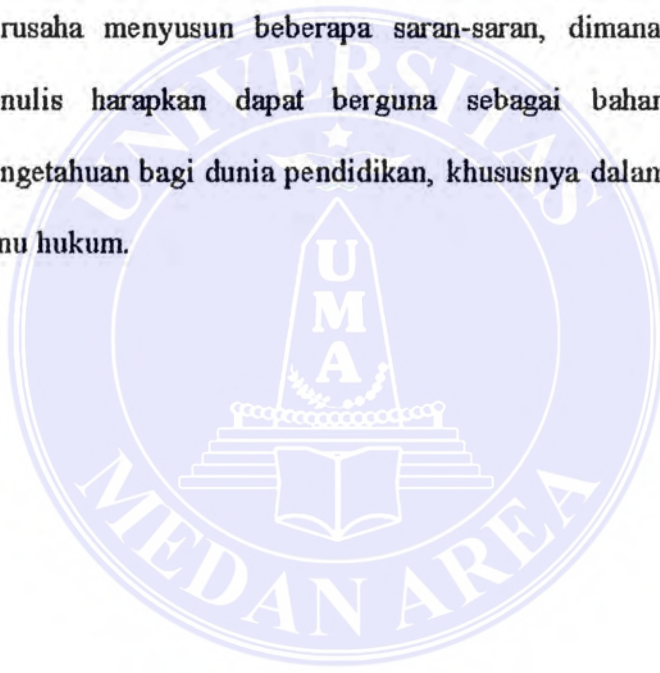 rusaha menyusun beberapa saran-saran, dimana
nulis harapkan dapat berguna sebagai bahan
ngetahuan bagi dunia pendidikan, khususnya dalam
nu hukum.
UNIVERSITAS
U
M
A
MEDAN AREA